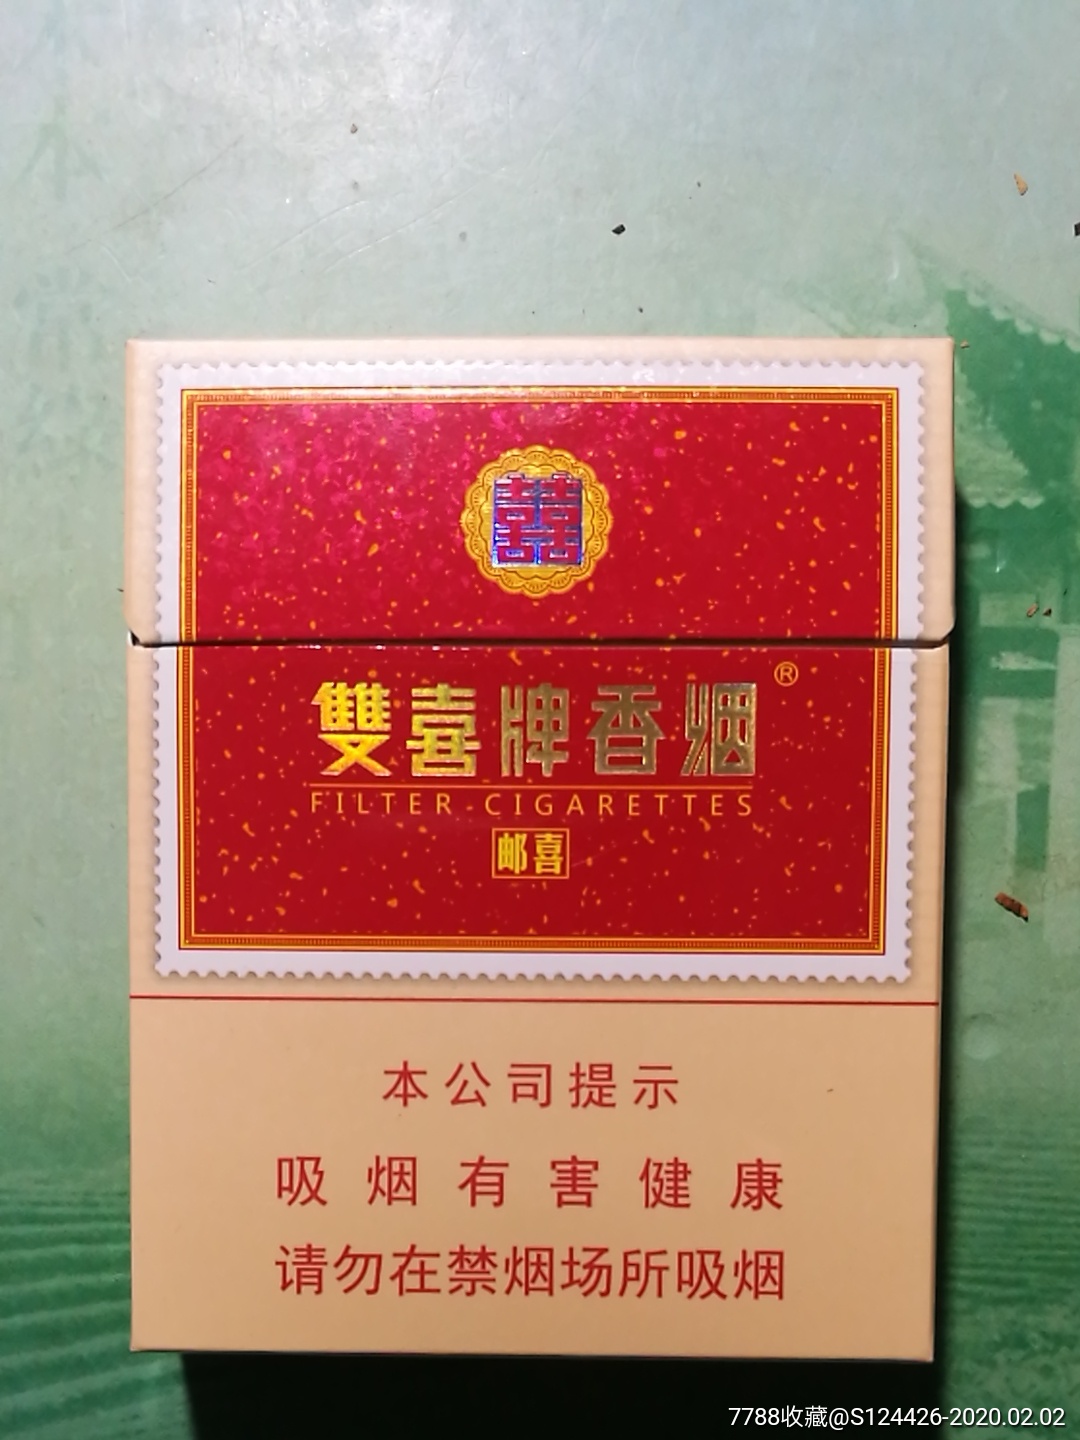 囍
雙喜牌香烟®
FILTER CIGARETTES
邮喜
本公司提示
吸烟有害健康
请勿在禁烟场所吸烟
7788收藏@S124426-2020.02.02